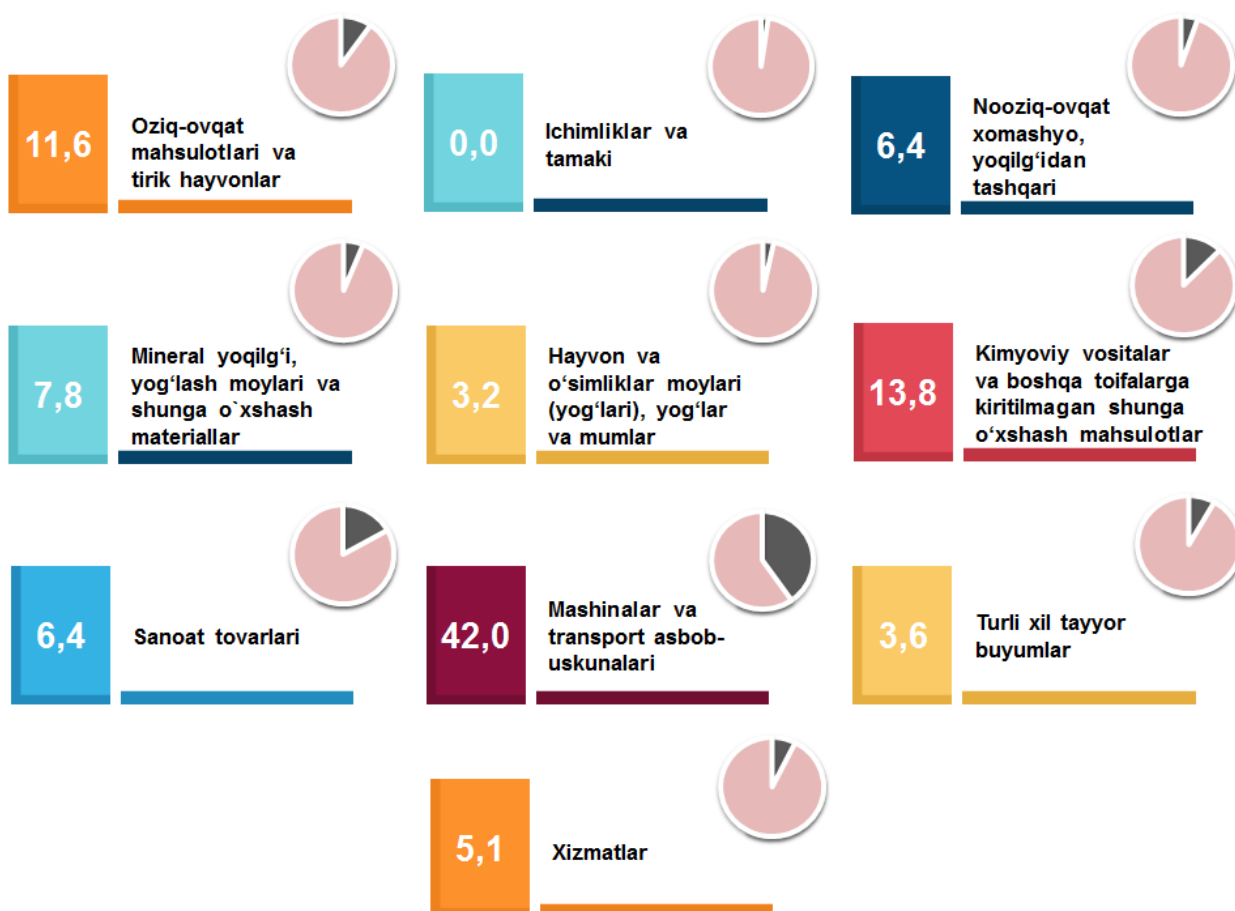 11,6
Oziq-ovqat
mahsulotlari va
tirik hayvonlar
0,0
Ichimliklar va
tamaki
6,4
Nooziq-ovqat
xomashyo,
yoqilg‘idan
tashqari
7,8
Mineral yoqilg‘i,
yog‘lash moylari va
shunga o`xshash
materiallar
3,2
Hayvon va
o‘simliklar moylari
(yog‘lari), yog‘lar
va mumlar
13,8
Kimyoviy vositalar
va boshqa toifalarga
kiritilmagan shunga
o‘xshash mahsulotlar
6,4
Sanoat tovarlari
42,0
Mashinalar va
transport asbob-
uskunalari
3,6
Turli xil tayyor
buyumlar
5,1
Xizmatlar